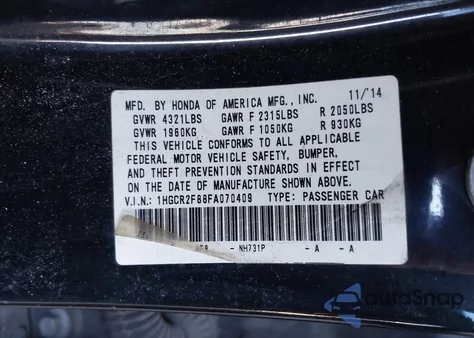 MFD. BY HONDA OF AMERICA MFG., INC. 11/'14
GVWR 4321LBS GAWR F 2315LBS R 2050LBS
GVWR 1960KG GAWR F 1050KG R 930KG
THIS VEHICLE CONFORMS TO ALL APPLICABLE
FEDERAL MOTOR VEHICLE SAFETY, BUMPER,
AND THEFT PREVENTION STANDARDS IN EFFECT
ON THE DATE OF MANUFACTURE SHOWN ABOVE.
V.I.N.: 1HGCR2F88FA070409 TYPE: PASSENGER CAR
- NH731P - A - A
autoSnap